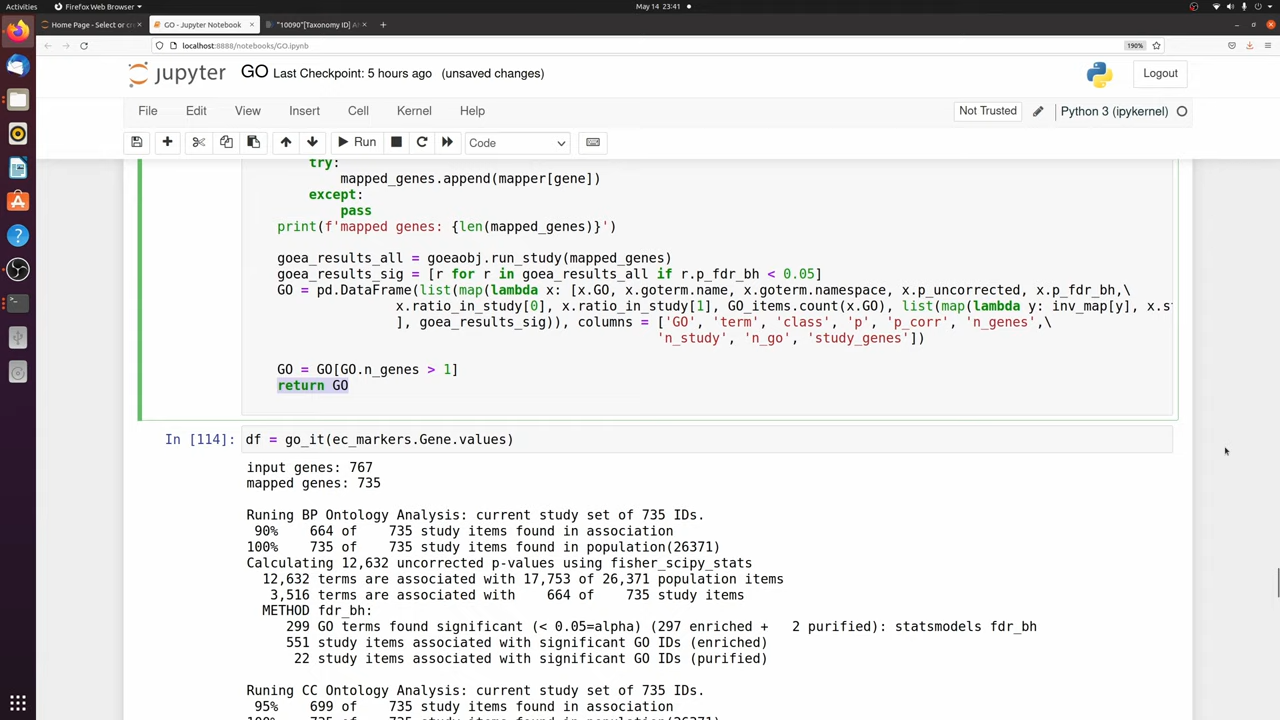 Activities
Firefox Web Browser
May 14 23:41
Home Page - Select or cr
GO - Jupyter Notebook
"10090"[Taxonomy ID] A
localhost:8888/notebooks/GO.ipynb
190%
jupyter
GO Last Checkpoint: 5 hours ago (unsaved changes)
Logout
File Edit View Insert Cell Kernel Help
Not Trusted
Python 3 (ipykernel)
Run
Code
try:
mapped_genes.append(mapper[gene])
except:
pass
print(f'mapped genes: {len(mapped_genes)}')
goea_results_all = goeaobj.run_study(mapped_genes)
goea_results_sig = [r for r in goea_results_all if r.p_fdr_bh < 0.05]
GO = pd.DataFrame(list(map(lambda x: [x.GO, x.goterm.name, x.goterm.namespace, x.p_uncorrected, x.p_fdr_bh,\
x.ratio_in_study[0], x.ratio_in_study[1], GO_items.count(x.GO), list(map(lambda y: inv_map[y], x.s
], goea_results_sig)), columns = ['GO', 'term', 'class', 'p', 'p_corr', 'n_genes',\
'n_study', 'n_go', 'study_genes'])
GO = GO[GO.n_genes > 1]
return GO
In [114]: df = go_it(ec_markers.Gene.values)
input genes: 767
mapped genes: 735
Runing BP Ontology Analysis: current study set of 735 IDs.
90% 664 of 735 study items found in association
100% 735 of 735 study items found in population(26371)
Calculating 12,632 uncorrected p-values using fisher_scipy_stats
12,632 terms are associated with 17,753 of 26,371 population items
3,516 terms are associated with 664 of 735 study items
METHOD fdr_bh:
299 GO terms found significant (< 0.05=alpha) (297 enriched + 2 purified): statsmodels fdr_bh
551 study items associated with significant GO IDs (enriched)
22 study items associated with significant GO IDs (purified)
Runing CC Ontology Analysis: current study set of 735 IDs.
95% 699 of 735 study items found in association